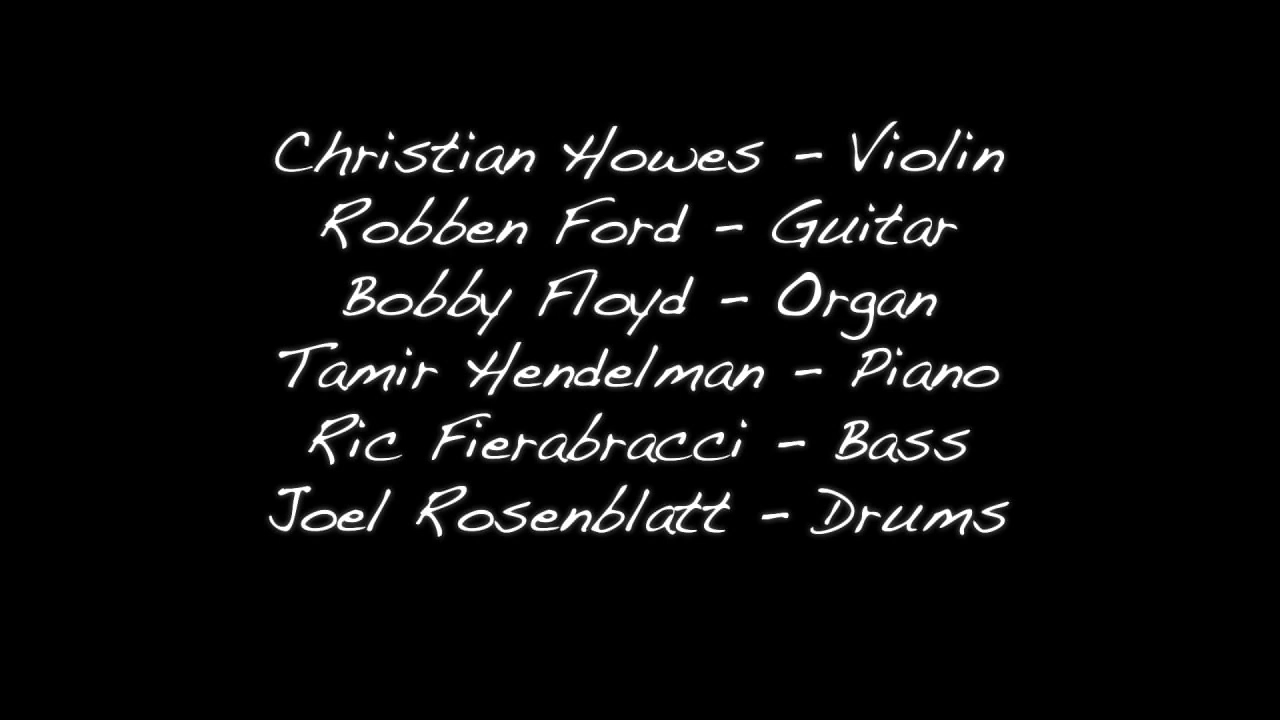 Christian Howes - Violin
Robben Ford - Guitar
Bobby Floyd - Organ
Tamir Hendelman - Piano
Ric Fierabracci - Bass
Joel Rosenblatt - Drums